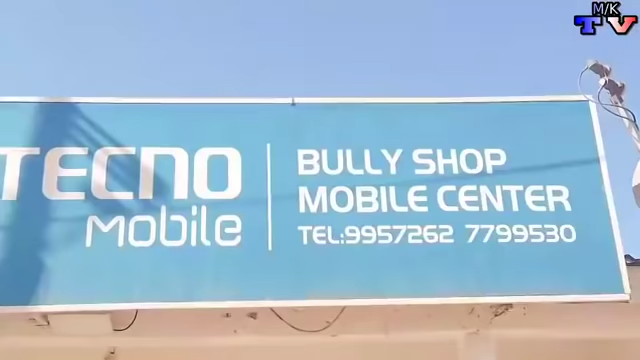 M/K
TV
TECNO
mobile
BULLY SHOP
MOBILE CENTER
TEL:9957262 7799530